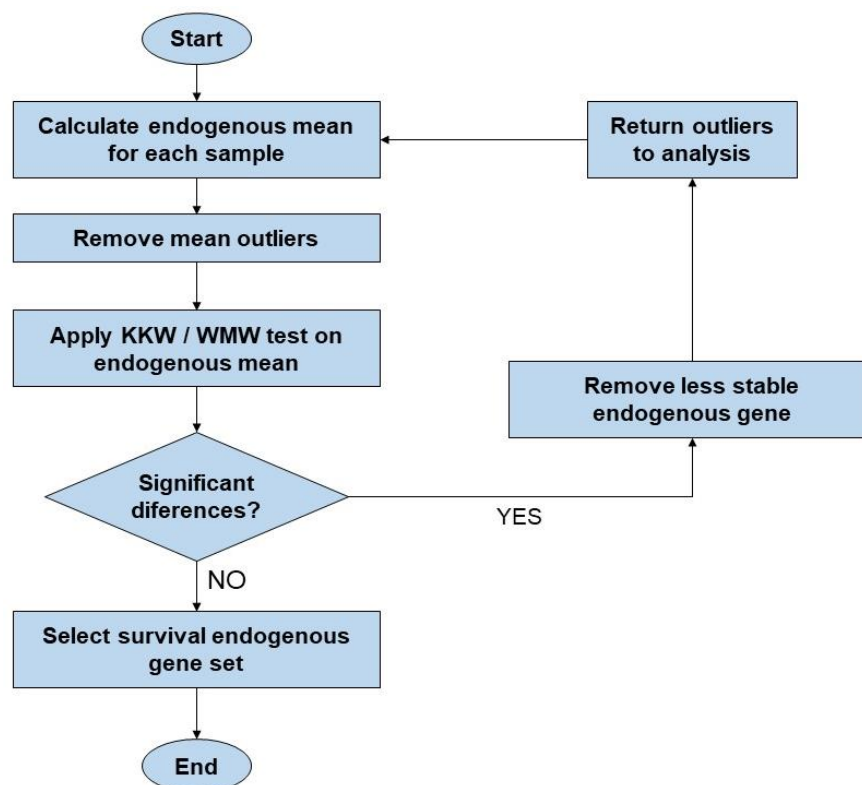 Start
Calculate endogenous mean
for each sample
Return outliers
to analysis
Remove mean outliers
Apply KKW / WMW test on
endogenous mean
Remove less stable
endogenous gene
Significant
diferences?
YES
NO
Select survival endogenous
gene set
End